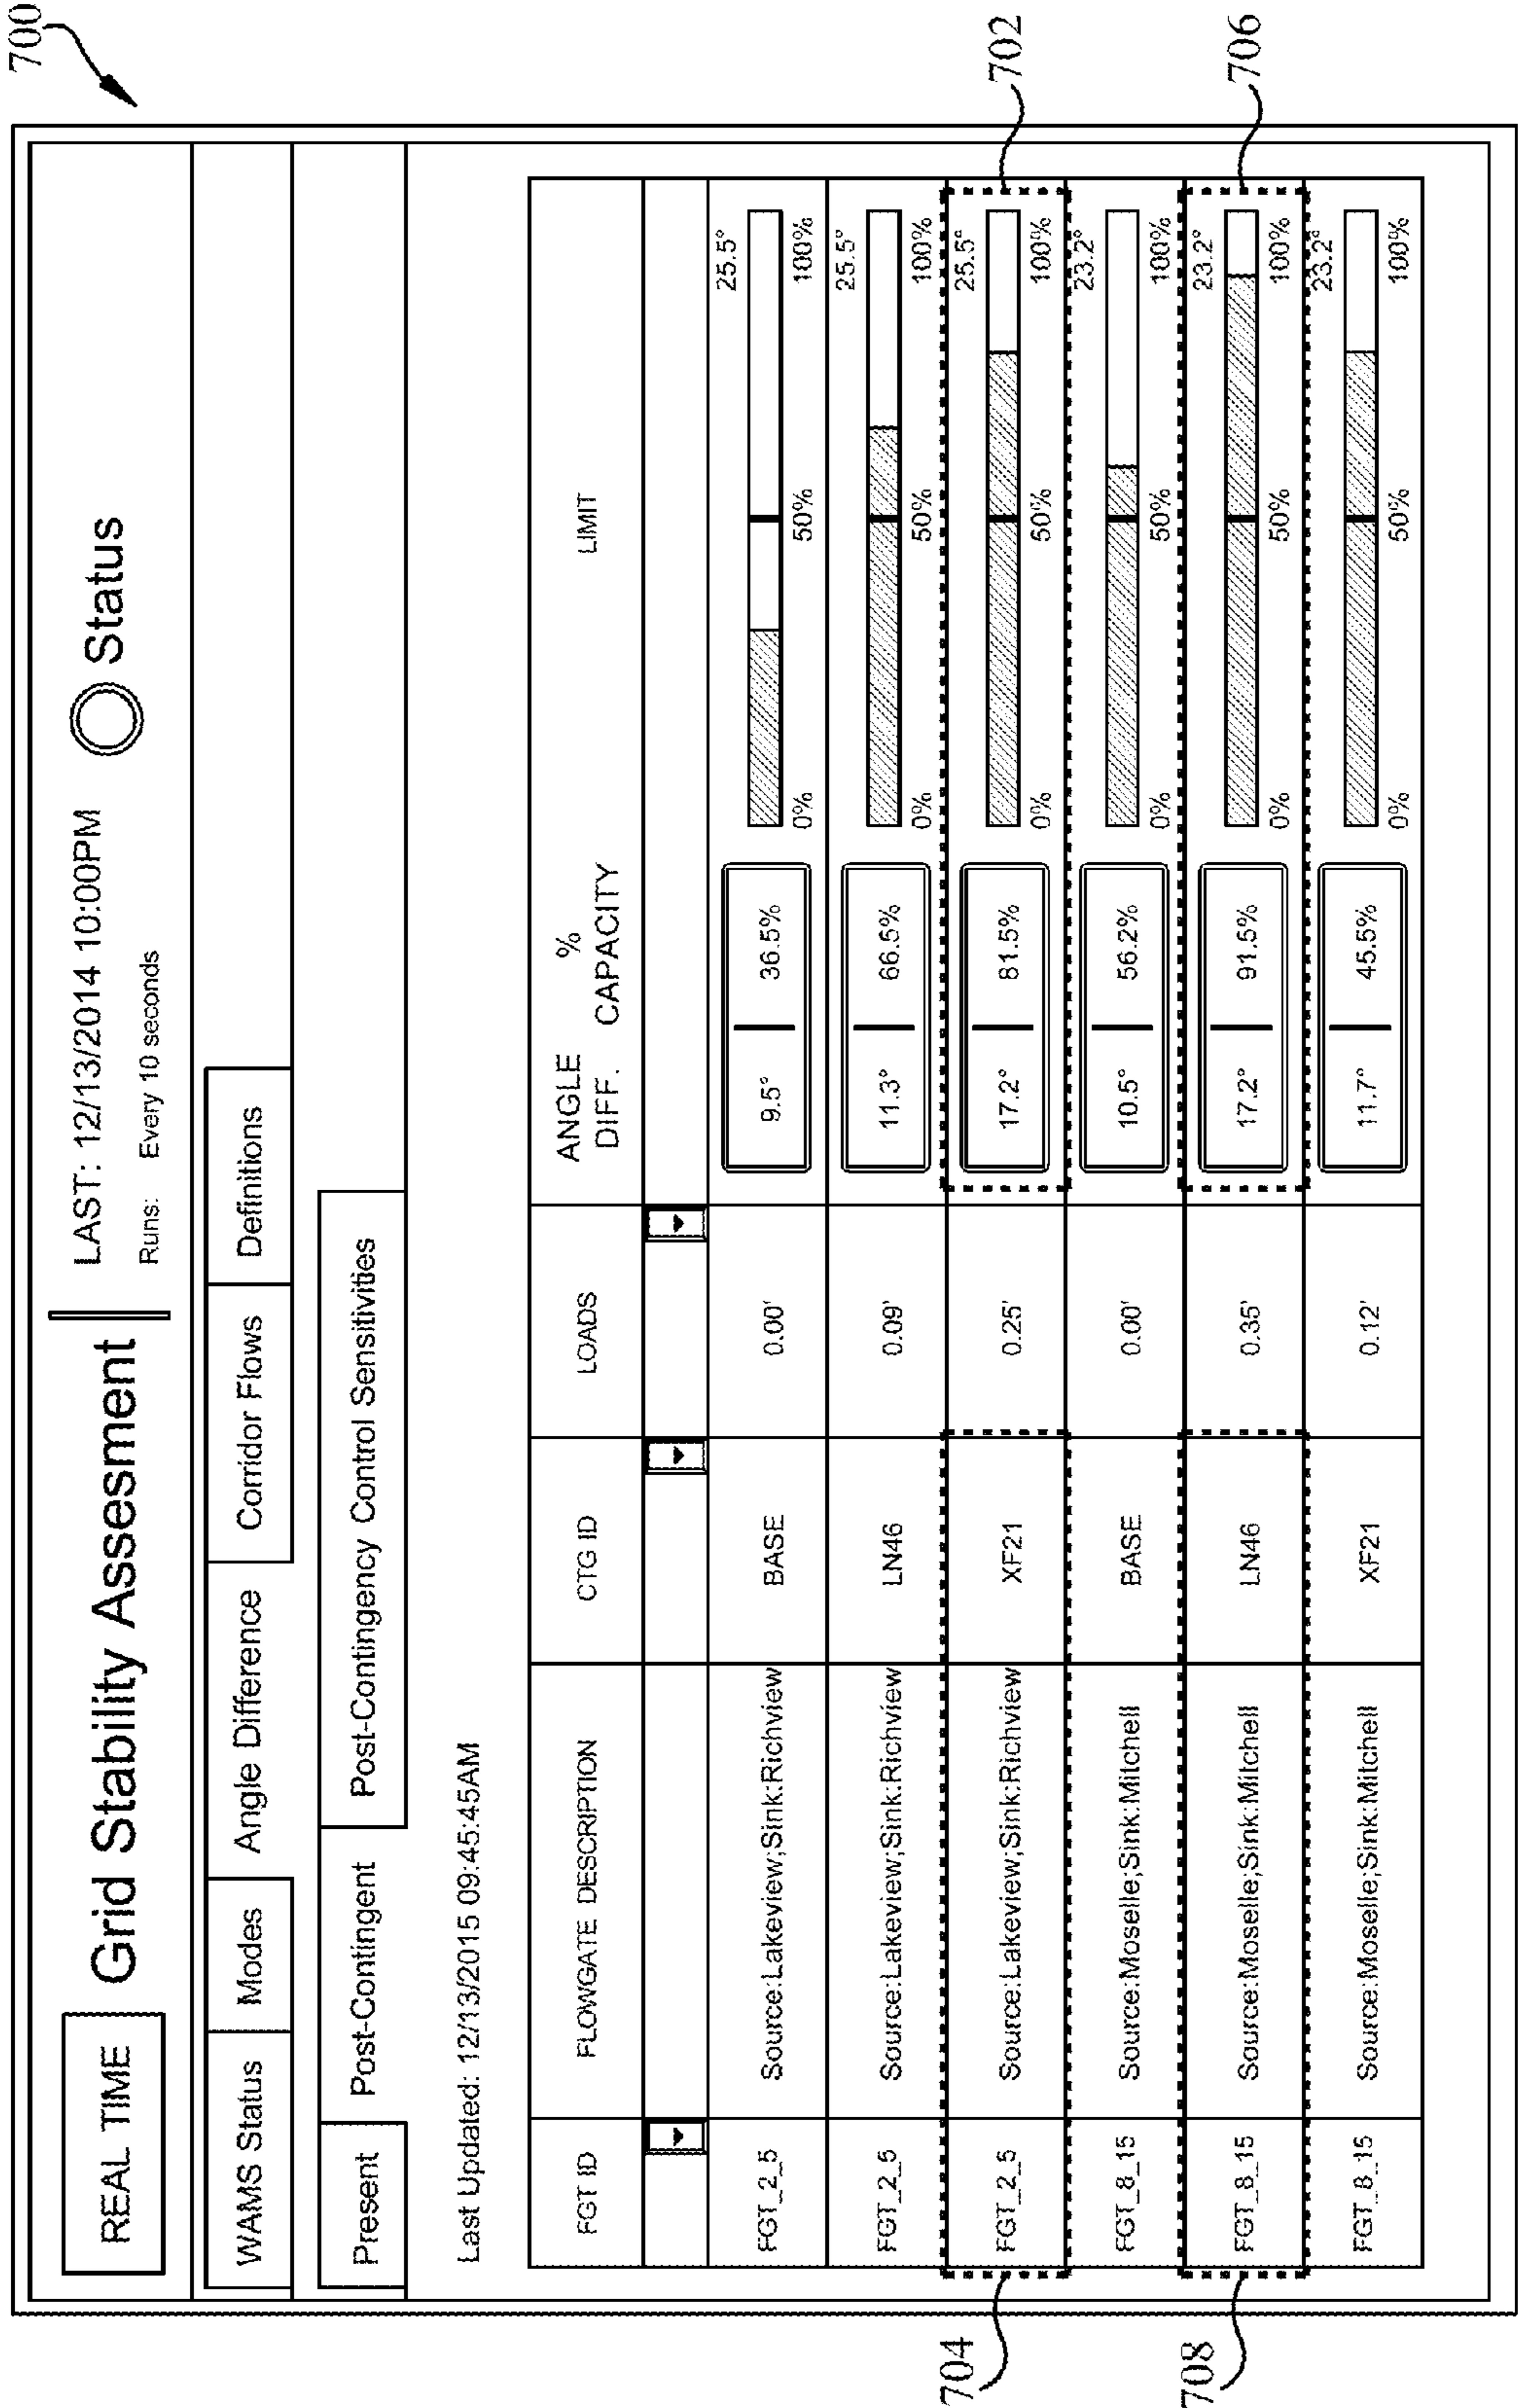 700
REAL TIME Grid Stability Assesment LAST: 12/13/2014 10:00PM Status
Runs: Every 10 seconds
WAMS Status Modes Angle Difference Corridor Flows Definitions
Present Post-Contingent Post-Contingency Control Sensitivities
Last Updated: 12/13/2015 09:45:45AM
FGT ID FLOWGATE DESCRIPTION CTG ID LOADS ANGLE DIFF. % CAPACITY LIMIT
FGT_2_5 Source:Lakeview;Sink:Richview BASE 0.00' 9.5° 36.5% 25.5°
0% 50% 100%
FGT_2_5 Source:Lakeview;Sink:Richview LN46 0.09' 11.3° 66.5% 25.5°
0% 50% 100%
704 FGT_2_5 Source:Lakeview;Sink:Richview XF21 0.25' 17.2° 81.5% 25.5° 702
0% 50% 100%
FGT_8_15 Source:Moselle;Sink:Mitchell BASE 0.00' 10.5° 56.2% 23.2°
0% 50% 100%
708 FGT_8_15 Source:Moselle;Sink:Mitchell LN46 0.35' 17.2° 91.5% 23.2° 706
0% 50% 100%
FGT_8_15 Source:Moselle;Sink:Mitchell XF21 0.12' 11.7° 45.5% 23.2°
0% 50% 100%